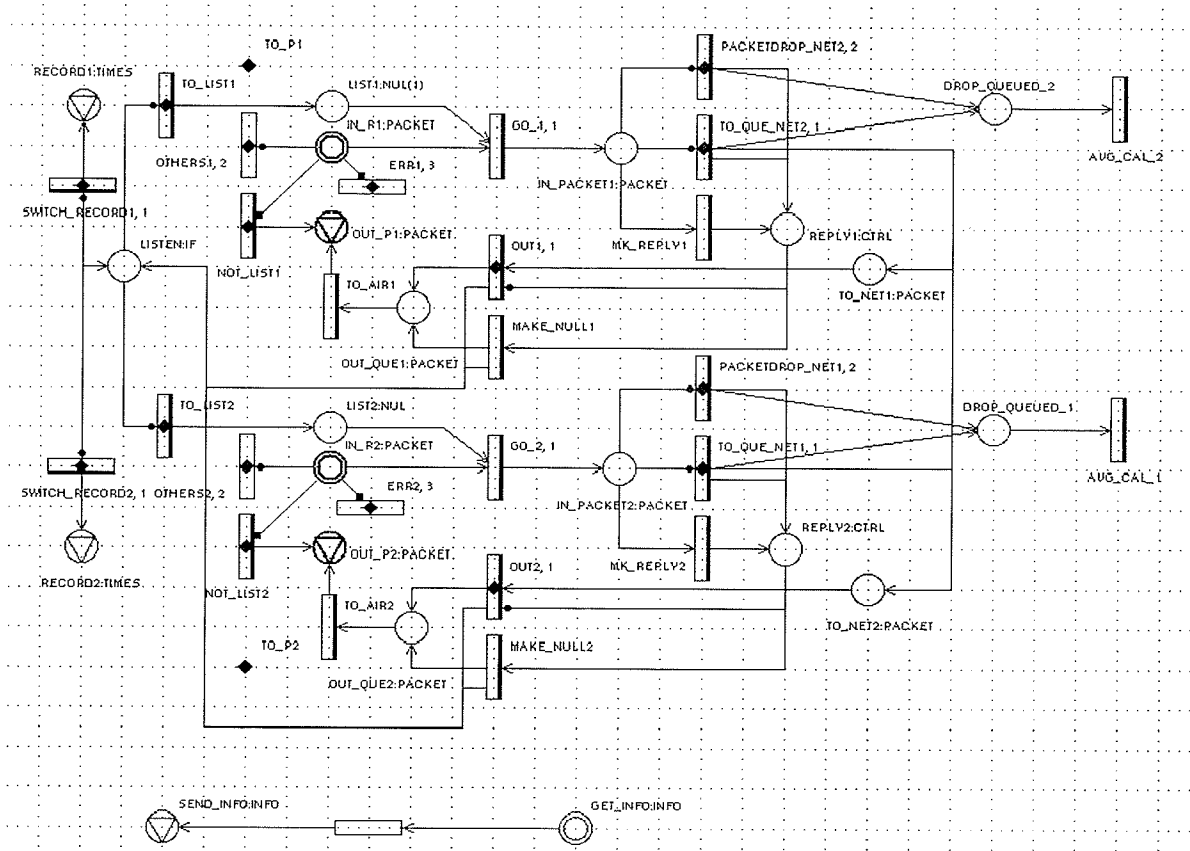 TO_P1
PACKETDROP_NET2, 2
RECORD1:TIMES
TO_LIST1
LIST1:NUL(1)
DROP_QUEUED_2
IN_R1:PACKET
GO_1, 1
TO_QUE_NET2, 1
OTHERS1, 2
ERR1, 3
AVG_CAL_2
IN_PACKET1:PACKET
SWITCH_RECORD1, 1
OUT_P1:PACKET
REPLY1:CTRL
LISTEN:IF
OUT1, 1
MK_REPLY1
NOT_LIST1
TO_AIR1
TO_NET1:PACKET
MAKE_NULL1
OUT_QUE1:PACKET
PACKETDROP_NET1, 2
TO_LIST2
LIST2:NUL
DROP_QUEUED_1
IN_R2:PACKET
GO_2, 1
TO_QUE_NET1, 1
SWITCH_RECORD2, 1
OTHERS2, 2
ERR2, 3
AVG_CAL_1
IN_PACKET2:PACKET
REPLY2:CTRL
OUT_P2:PACKET
OUT2, 1
MK_REPLY2
RECORD2:TIMES
NOT_LIST2
TO_AIR2
TO_NET2:PACKET
TO_P2
MAKE_NULL2
OUT_QUE2:PACKET
SEND_INFO:INFO
GET_INFO:INFO